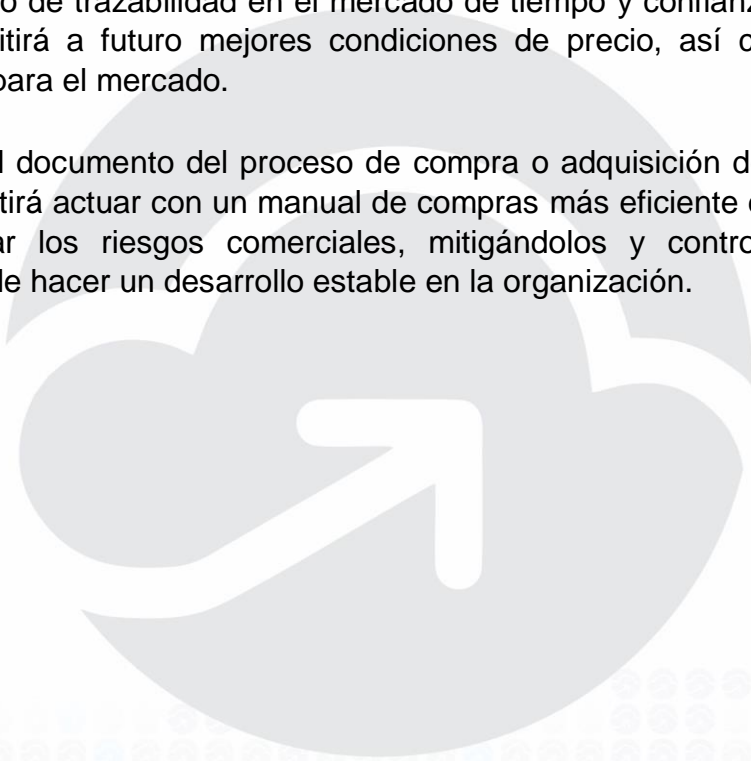 o de trazabilidad en el mercado de tiempo y confianz
itirá a futuro mejores condiciones de precio, así c
para el mercado.
l documento del proceso de compra o adquisición d
tirá actuar con un manual de compras más eficiente
ar los riesgos comerciales, mitigándolos y contro
de hacer un desarrollo estable en la organización.